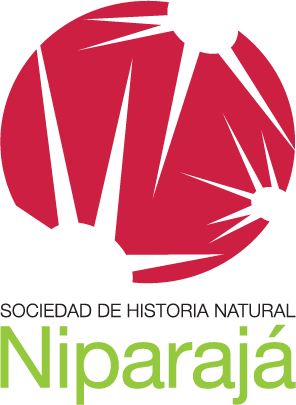 SOCIEDAD DE HISTORIA NATURAL
Niparajá